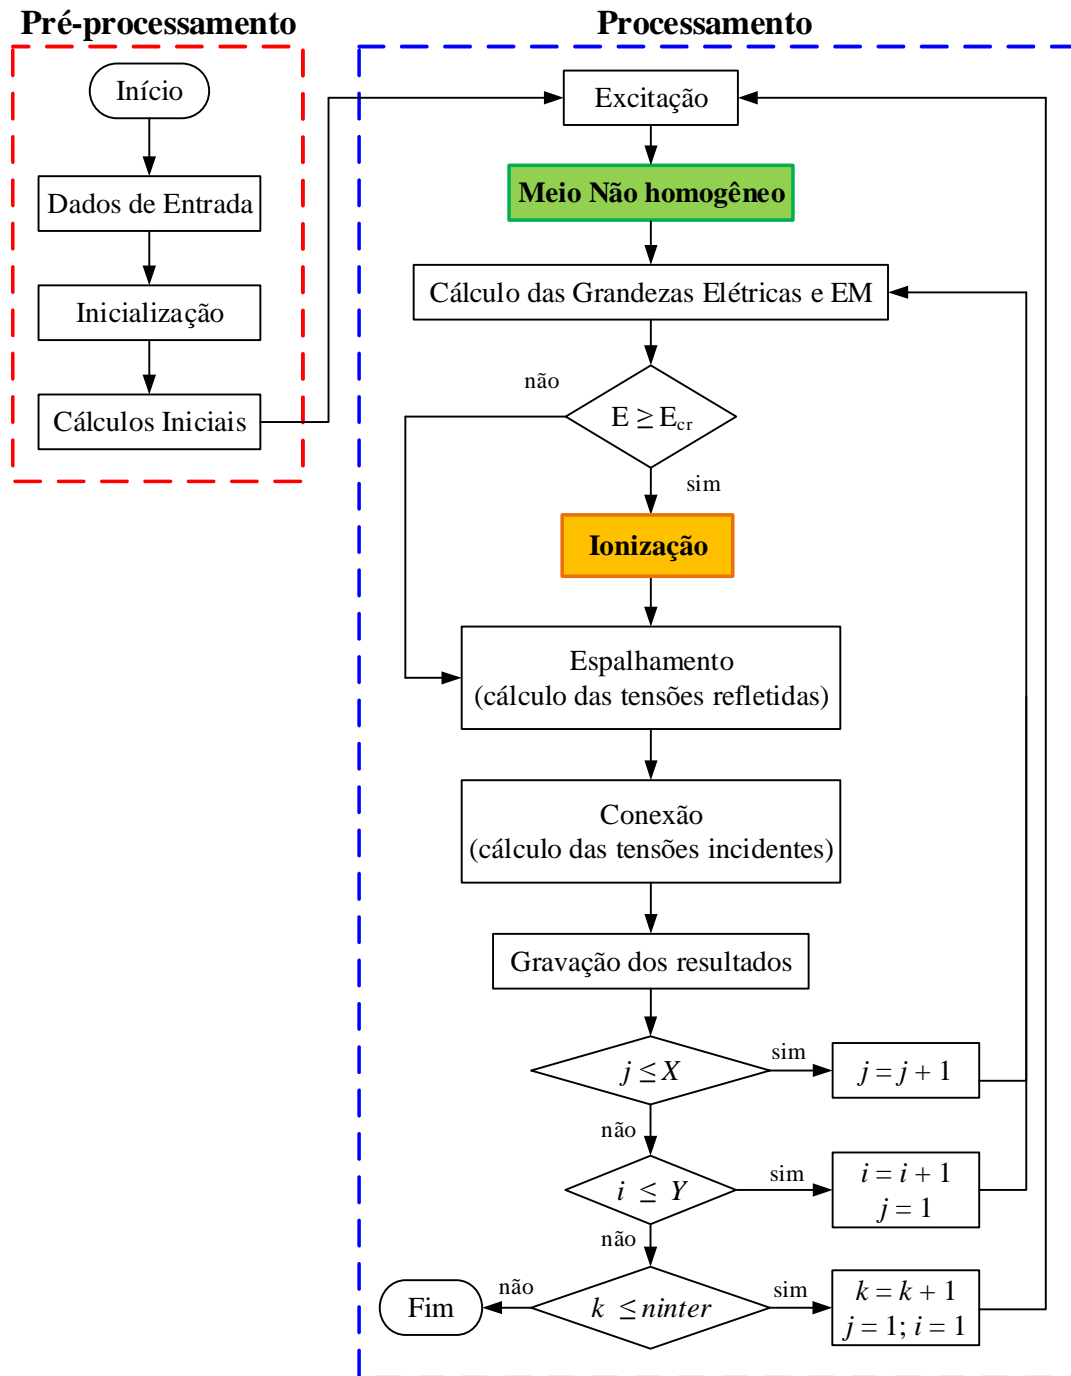 Pré-processamento
Início
Dados de Entrada
Inicialização
Cálculos Iniciais
Processamento
Excitação
Meio Não homogêneo
Cálculo das Grandezas Elétricas e EM
não
E ≥ E_cr
sim
Ionização
Espalhamento
(cálculo das tensões refletidas)
Conexão
(cálculo das tensões incidentes)
Gravação dos resultados
j ≤ X
sim
j = j + 1
não
i ≤ Y
sim
i = i + 1
j = 1
não
k ≤ ninter
sim
k = k + 1
j = 1; i = 1
não
Fim